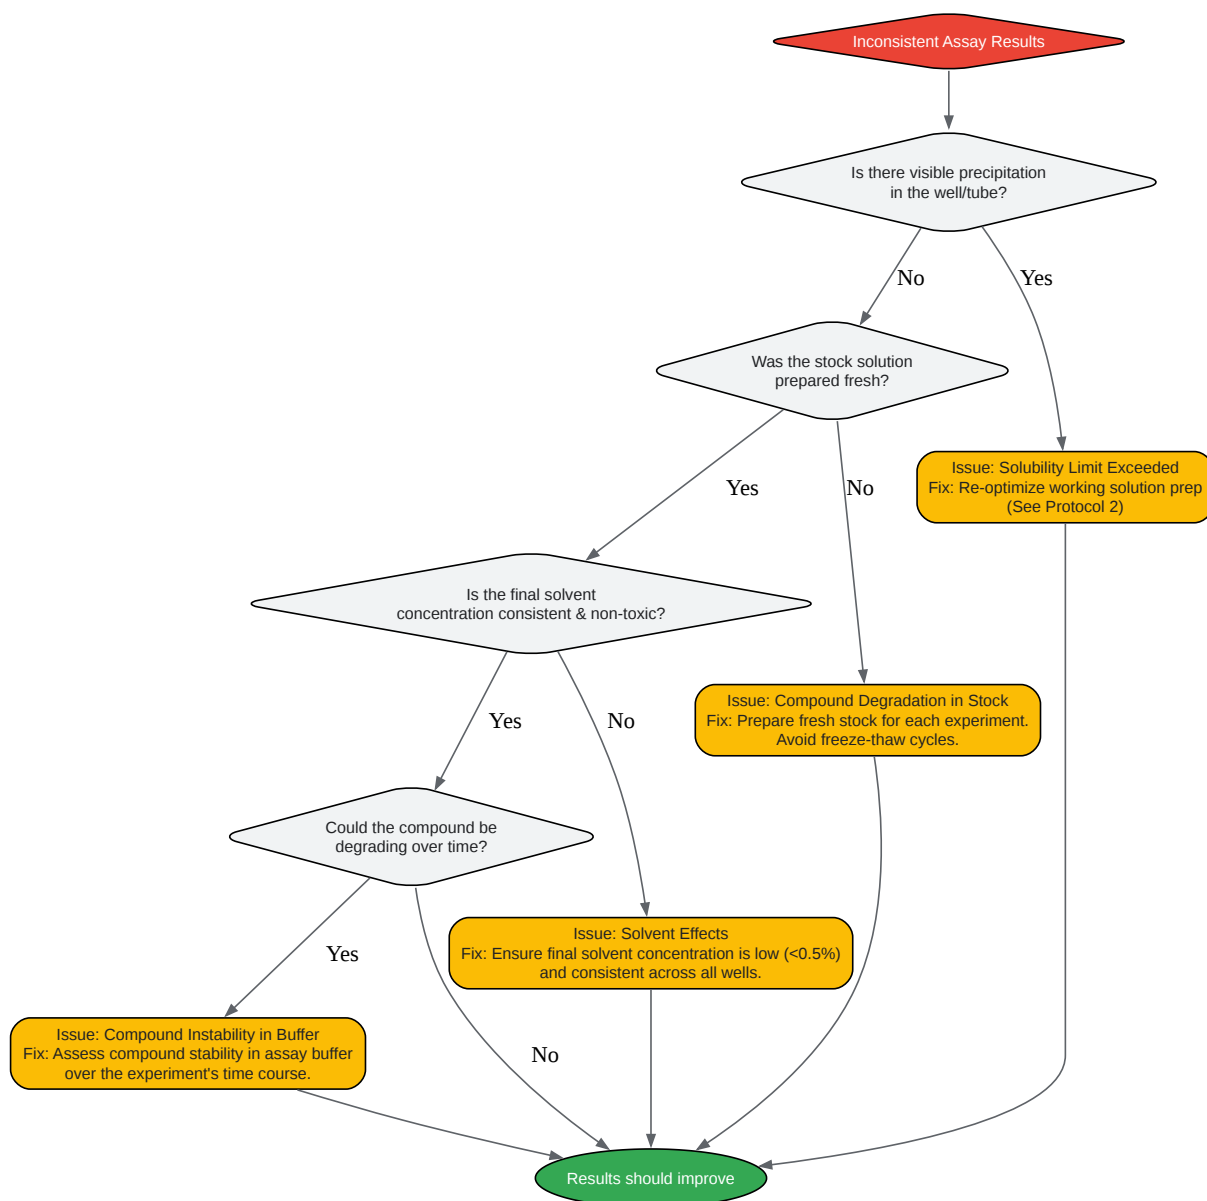 Inconsistent Assay Results
Is there visible precipitation
in the well/tube?
No
Yes
Was the stock solution
prepared fresh?
Issue: Solubility Limit Exceeded
Fix: Re-optimize working solution prep
(See Protocol 2)
Yes
No
Is the final solvent
concentration consistent & non-toxic?
Issue: Compound Degradation in Stock
Fix: Prepare fresh stock for each experiment.
Avoid freeze-thaw cycles.
Yes
No
Could the compound be
degrading over time?
Issue: Solvent Effects
Fix: Ensure final solvent concentration is low (<0.5%)
and consistent across all wells.
Yes
No
Issue: Compound Instability in Buffer
Fix: Assess compound stability in assay buffer
over the experiment's time course.
Results should improve